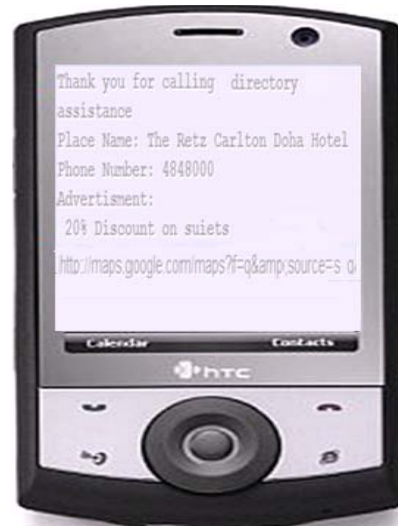 Thank you for calling directory
assistance
Place Name: The Retz Carlton Doha Hotel
Phone Number: 4848000
Advertisment:
20% Discount on suiets
http://maps.google.com/maps?f=q&amp;source=s_q
Calendar Contacts
hTC